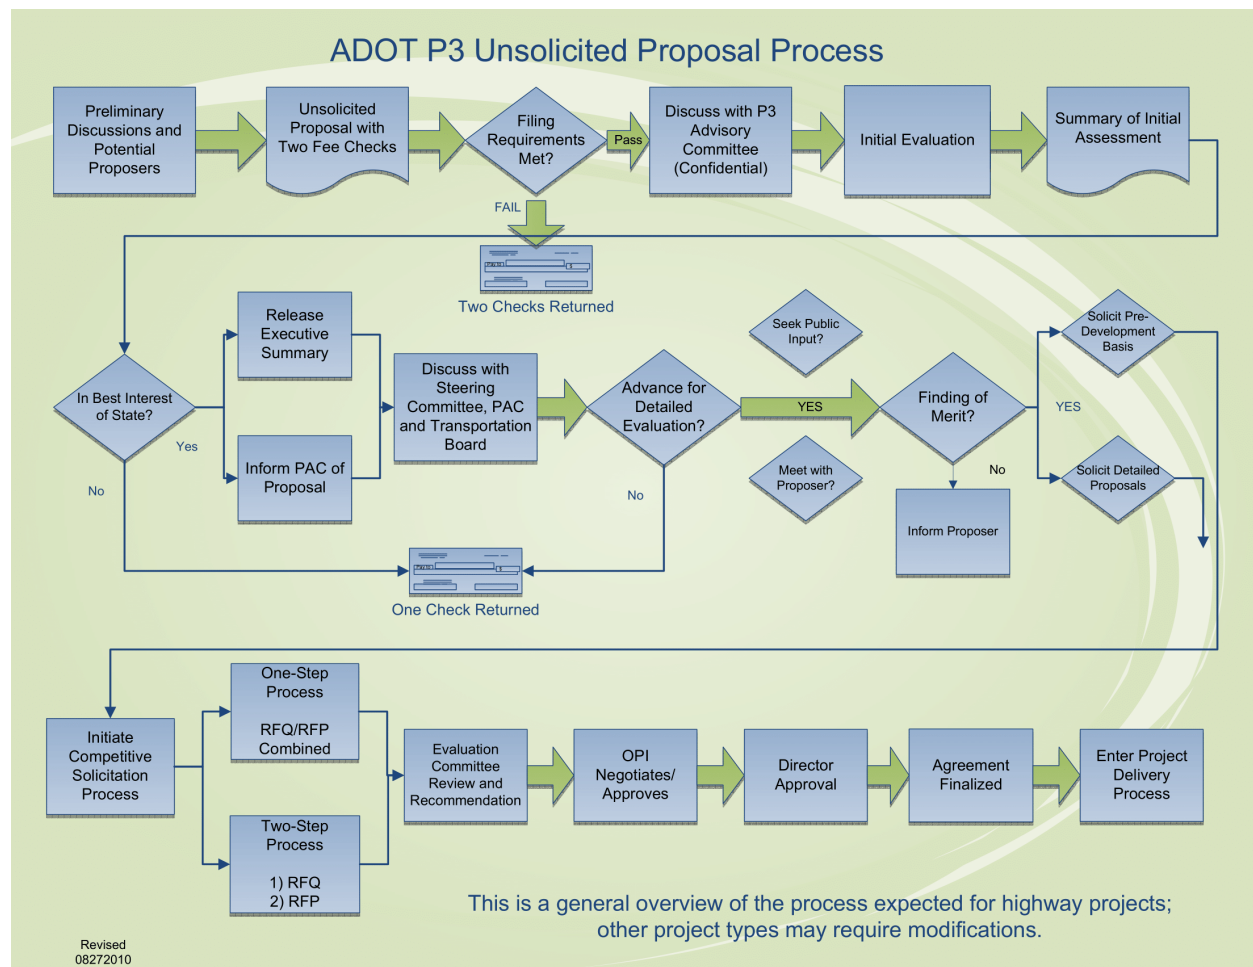 ADOT P3 Unsolicited Proposal Process
Preliminary
Discussions and
Potential
Proposers
Unsolicited
Proposal with
Two Fee Checks
Filing
Requirements
Met?
Pass
Discuss with P3
Advisory
Committee
(Confidential)
Initial Evaluation
Summary of Initial
Assessment
FAIL
Two Checks Returned
In Best Interest
of State?
Yes
No
Release
Executive
Summary
Inform PAC of
Proposal
Discuss with
Steering
Committee, PAC
and Transportation
Board
Advance for
Detailed
Evaluation?
No
YES
Seek Public
Input?
Meet with
Proposer?
Finding of
Merit?
No
Inform Proposer
YES
Solicit Pre-
Development
Basis
Solicit Detailed
Proposals
One Check Returned
Initiate
Competitive
Solicitation
Process
One-Step
Process
RFQ/RFP
Combined
Two-Step
Process
1) RFQ
2) RFP
Evaluation
Committee
Review and
Recommendation
OPI
Negotiates/
Approves
Director
Approval
Agreement
Finalized
Enter Project
Delivery
Process
This is a general overview of the process expected for highway projects;
other project types may require modifications.
Revised
08272010